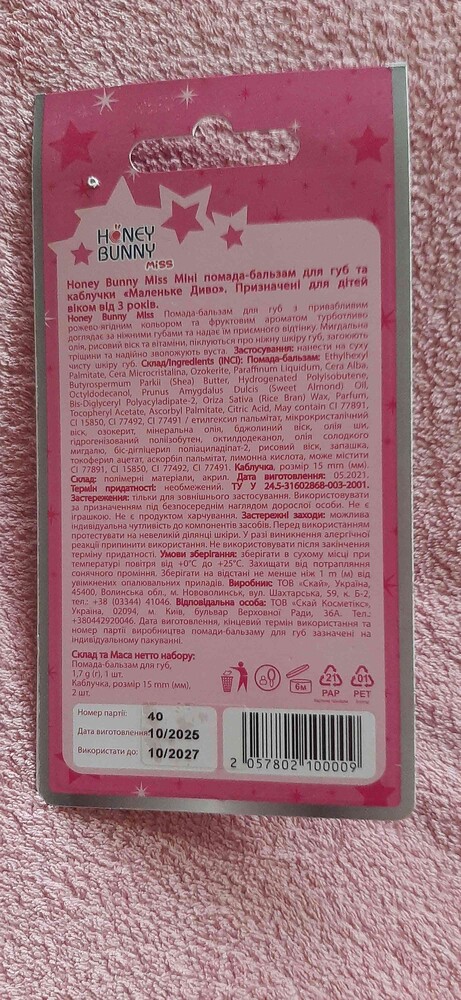 HONEY
BUNNY
Miss
Honey Bunny Miss Міні помада-бальзам для губ та
каблучки «Маленьке Диво». Призначені для дітей
віком від 3 років.
Honey Bunny Miss Помада-бальзам для губ з привабливим
рожево-ягідним кольором та фруктовим ароматом турботливо
доглядає за ніжними губами та надає їм приємного відтінку. Мигдальна
олія, рисовий віск та вітаміни, піклуються про ніжну шкіру губ, загоюють
тріщини та надійно зволожують вуста. Застосування: нанести на суху
чисту шкіру губ. Склад/Ingredients (INCI): Помада-бальзам: Ethylhexyl
Palmitate, Cera Microcristalina, Ozokerite, Paraffinum Liquidum, Cera Alba,
Butyrospermum Parkii (Shea) Butter, Hydrogenated Polyisobutene,
Octyldodecanol, Prunus Amygdalus Dulcis (Sweet Almond) Oil,
Bis-Diglyceryl Polyacyladipate-2, Oriza Sativa (Rice Bran) Wax, Parfum,
Tocopheryl Acetate, Ascorbyl Palmitate, Citric Acid, May contain CI 77891,
CI 15850, CI 77492, CI 77491 / етилгексил пальмітат, мікрокристалічний
віск, озокерит, мінеральна олія, бджолиний віск, олія ши,
гідрогенізований поліізобутен, октилдодеканол, олія солодкого
мигдалю, біс-дігліцерил поліациладіпат-2, рисовий віск, запашка,
токоферил ацетат, аскорбіл пальмітат, лимонна кислота, може містити
CI 77891, CI 15850, CI 77492, CI 77491. Каблучка, розмір 15 mm (мм).
Склад: полімерні матеріали, акрил. Дата виготовлення: 05.2021.
Термін придатності: необмежений. ТУ У 24.5-31602868-003-2001.
Застереження: тільки для зовнішнього застосування. Використовувати
за призначенням під безпосереднім наглядом дорослої особи. Не є
іграшкою. Не є продуктом харчування. Застережні заходи: можлива
індивідуальна чутливість до компонентів засобів. Перед використанням
протестувати на невеликій ділянці шкіри. У разі виникнення алергічної
реакції припинити використання. Не використовувати після закінчення
терміну придатності. Умови зберігання: зберігати в сухому місці при
температурі повітря від +0°C до +25°C. Захищати від потрапляння
сонячного проміння. Зберігати на відстані не менше ніж 1 m (м) від
увімкнених опалювальних приладів. Виробник: ТОВ «Скай», Україна,
45400, Волинська обл., м. Нововолинськ, вул. Шахтарська, 59, к. Б-2,
тел.: +38 (03344) 41046. Відповідальна особа: ТОВ «Скай Косметікс»,
Україна, 02094, м. Київ, бульвар Верховної Ради, 36А. Тел.:
+380442920046. Дата виготовлення, кінцевий термін використання та
номер партії виробництва помади-бальзаму для губ зазначені на
індивідуальному пакуванні.
Склад та Маса нетто набору:
Помада-бальзам для губ,
1,7 g (г), 1 шт.
Каблучка, розмір 15 mm (мм),
2 шт.
6м
21
PAP
01
PET
Номер партії: 40
Дата виготовлення: 10/2025
Використати до: 10/2027
2 057802 100009